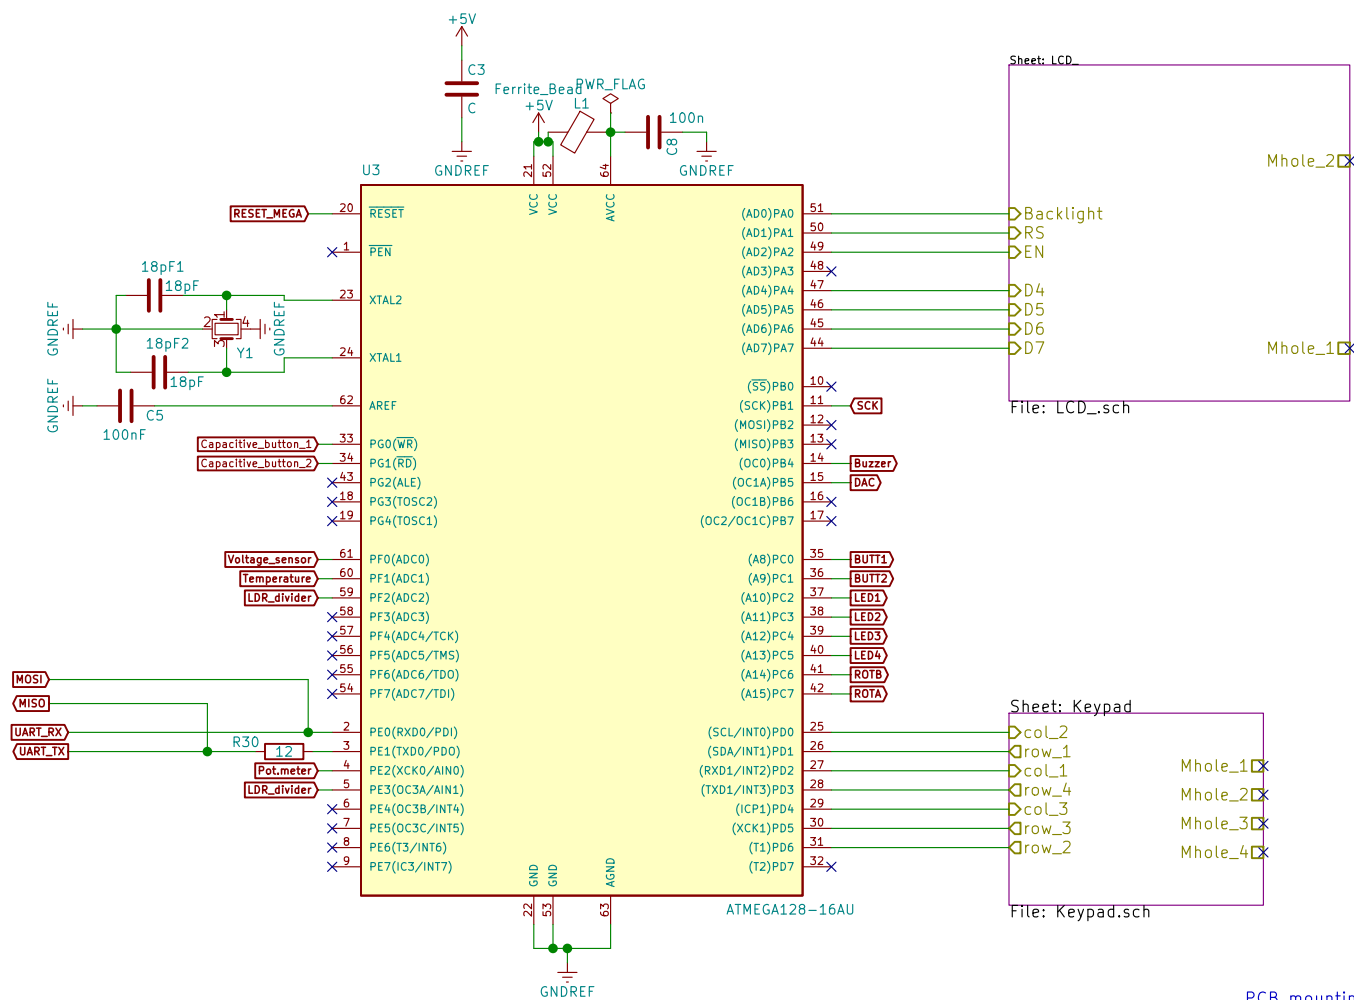 +5V
C3
C
GNDREF
Ferrite_Bead
+5V
PWR_FLAG
L1
100n
C8
GNDREF
Sheet: LCD_
Mhole_2
Backlight
RS
EN
D4
D5
D6
D7
Mhole_1
File: LCD_.sch
U3
21 VCC
52 VCC
64 AVCC
RESET_MEGA 20 RESET
1 PEN
18pF1
18pF
23 XTAL2
GNDREF
2 1 3 4
GNDREF
Y1
18pF2
18pF
24 XTAL1
GNDREF
C5
100nF
62 AREF
Capacitive_button_1 33 PG0(WR)
Capacitive_button_2 34 PG1(RD)
43 PG2(ALE)
18 PG3(TOSC2)
19 PG4(TOSC1)
Voltage_sensor 61 PF0(ADC0)
Temperature 60 PF1(ADC1)
LDR_divider 59 PF2(ADC2)
58 PF3(ADC3)
57 PF4(ADC4/TCK)
56 PF5(ADC5/TMS)
55 PF6(ADC6/TDO)
54 PF7(ADC7/TDI)
MOSI
MISO
UART_RX 2 PE0(RXD0/PDI)
UART_TX R30 12 3 PE1(TXD0/PDO)
Pot.meter 4 PE2(XCK0/AIN0)
LDR_divider 5 PE3(OC3A/AIN1)
6 PE4(OC3B/INT4)
7 PE5(OC3C/INT5)
8 PE6(T3/INT6)
9 PE7(IC3/INT7)
(AD0)PA0 51
(AD1)PA1 50
(AD2)PA2 49
(AD3)PA3 48
(AD4)PA4 47
(AD5)PA5 46
(AD6)PA6 45
(AD7)PA7 44
(SS)PB0 10
(SCK)PB1 11 SCK
(MOSI)PB2 12
(MISO)PB3 13
(OC0)PB4 14 Buzzer
(OC1A)PB5 15 DAC
(OC1B)PB6 16
(OC2/OC1C)PB7 17
(A8)PC0 35 BUTT1
(A9)PC1 36 BUTT2
(A10)PC2 37 LED1
(A11)PC3 38 LED2
(A12)PC4 39 LED3
(A13)PC5 40 LED4
(A14)PC6 41 ROTB
(A15)PC7 42 ROTA
(SCL/INT0)PD0 25
(SDA/INT1)PD1 26
(RXD1/INT2)PD2 27
(TXD1/INT3)PD3 28
(ICP1)PD4 29
(XCK1)PD5 30
(T1)PD6 31
(T2)PD7 32
GND 22
GND 53
AGND 63
ATMEGA128-16AU
GNDREF
Sheet: Keypad
col_2
row_1
col_1
row_4
col_3
row_3
row_2
Mhole_1
Mhole_2
Mhole_3
Mhole_4
File: Keypad.sch
PCB mountin